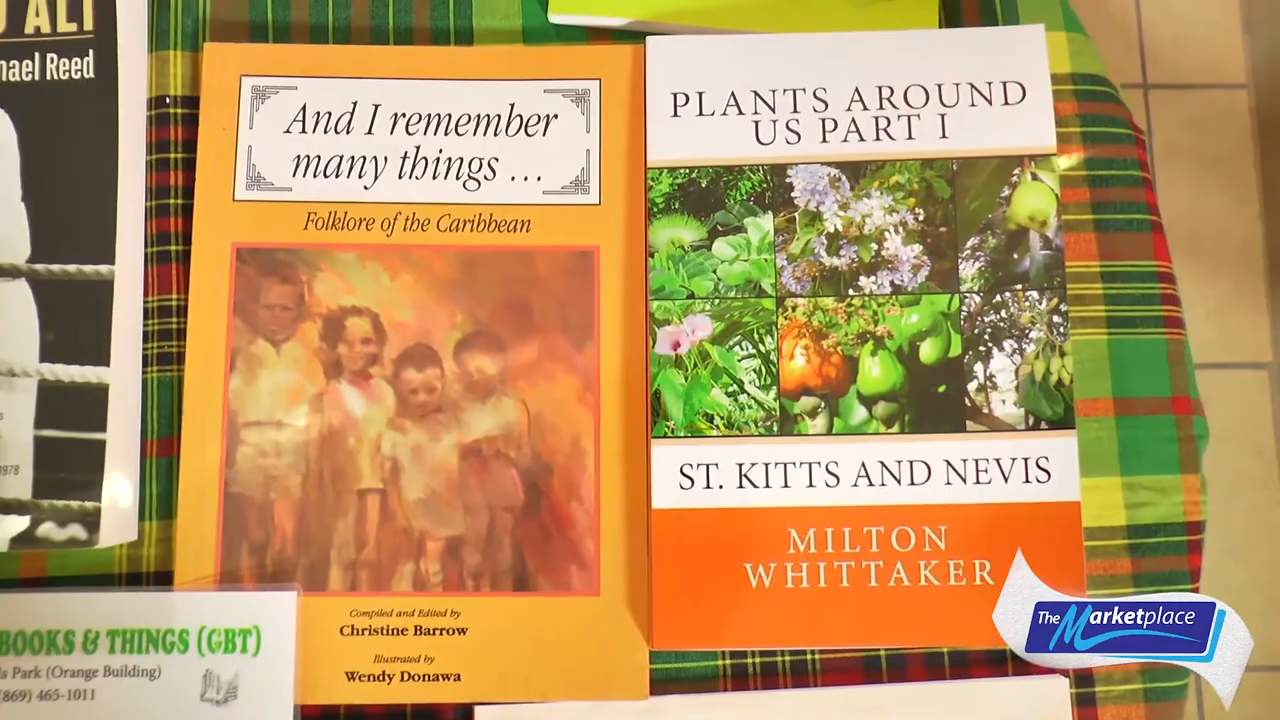 ALI
Reed
1978
And I remember
many things ...
Folklore of the Caribbean
Compiled and Edited by
Christine Barrow
Illustrated by
Wendy Donawa
PLANTS AROUND
US PART I
ST. KITTS AND NEVIS
MILTON
WHITTAKER
BOOKS & THINGS (GBT)
Park (Orange Building)
(869) 465-1011
The Marketplace